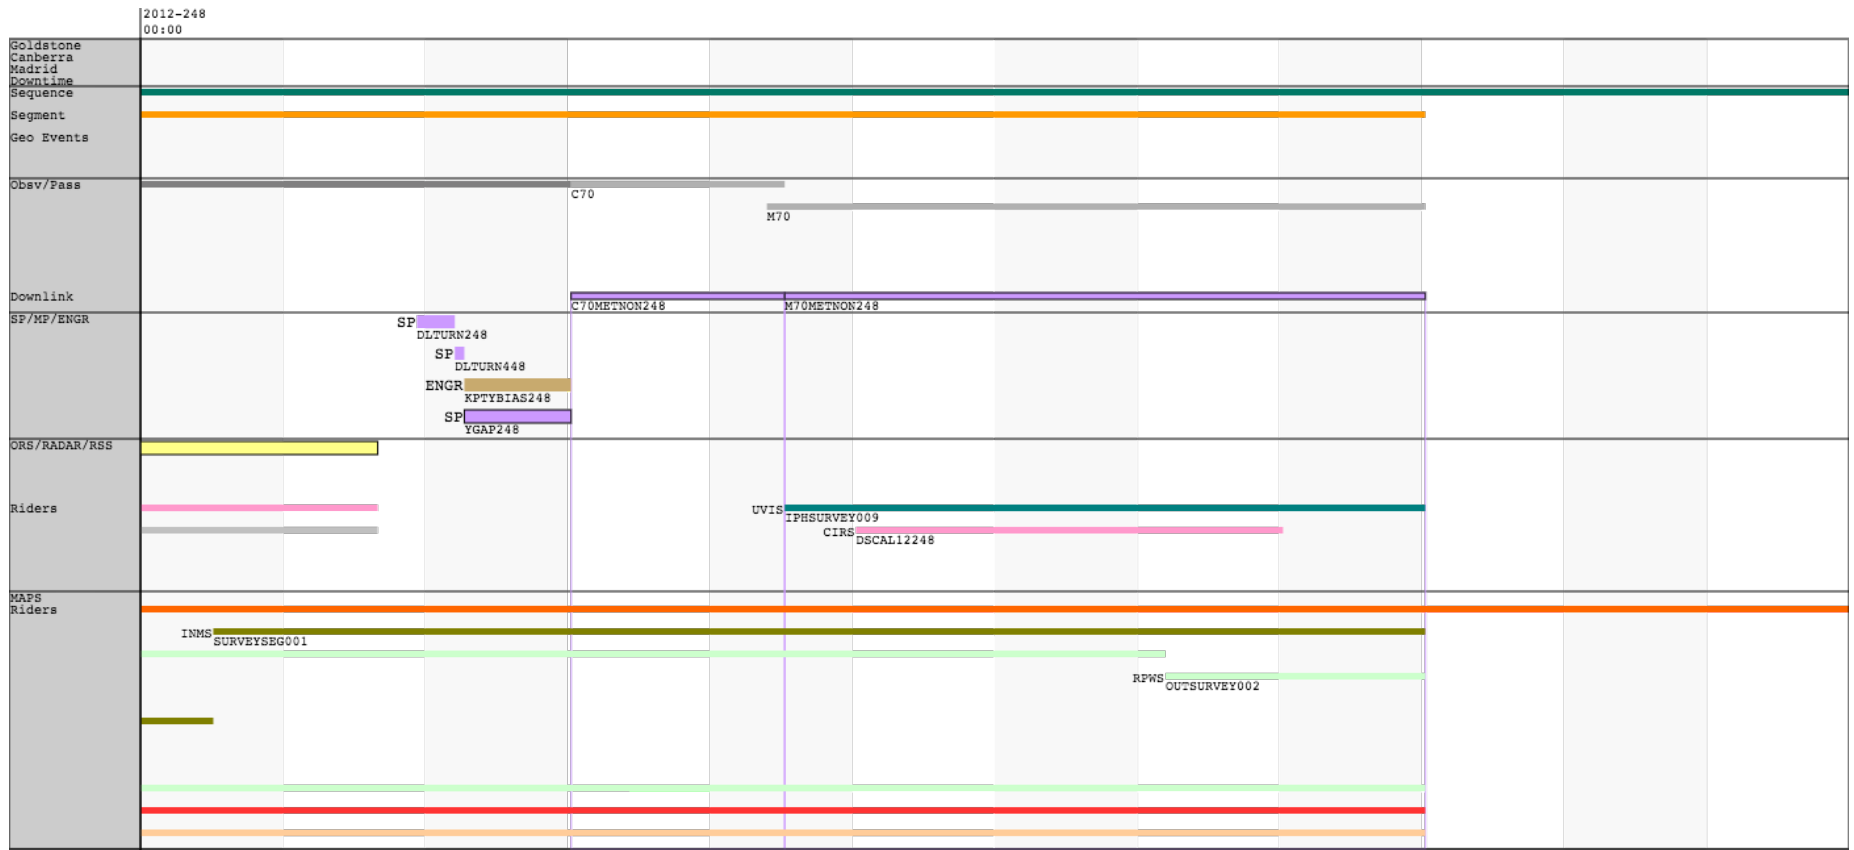 2012-248
00:00
Goldstone
Canberra
Madrid
Downtime
Sequence
Segment
Geo Events
Obsv/Pass
C70
M70
Downlink
C70METNON248 M70METNON248
SP/MP/ENGR
SP
DLTURN248
SP
DLTURN448
ENGR
KPTYBIAS248
SP
YGAP248
ORS/RADAR/RSS
Riders
UVIS
IPHSURVEY009
CIRS
DSCAL12248
MAPS
Riders
INMS
SURVEYSEG001
RPWS
OUTSURVEY002